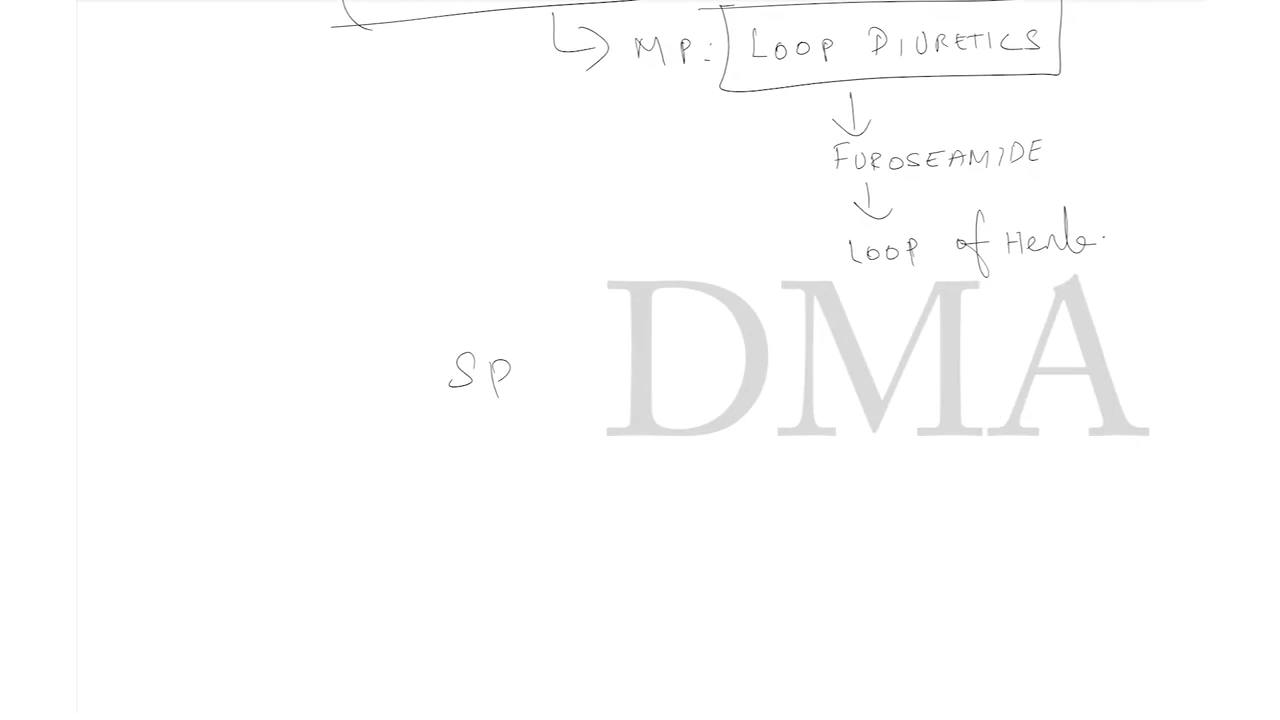 MP: LOOP DIURETICS
FUROSEAMIDE
LOOP of Henle.
DMA
SP